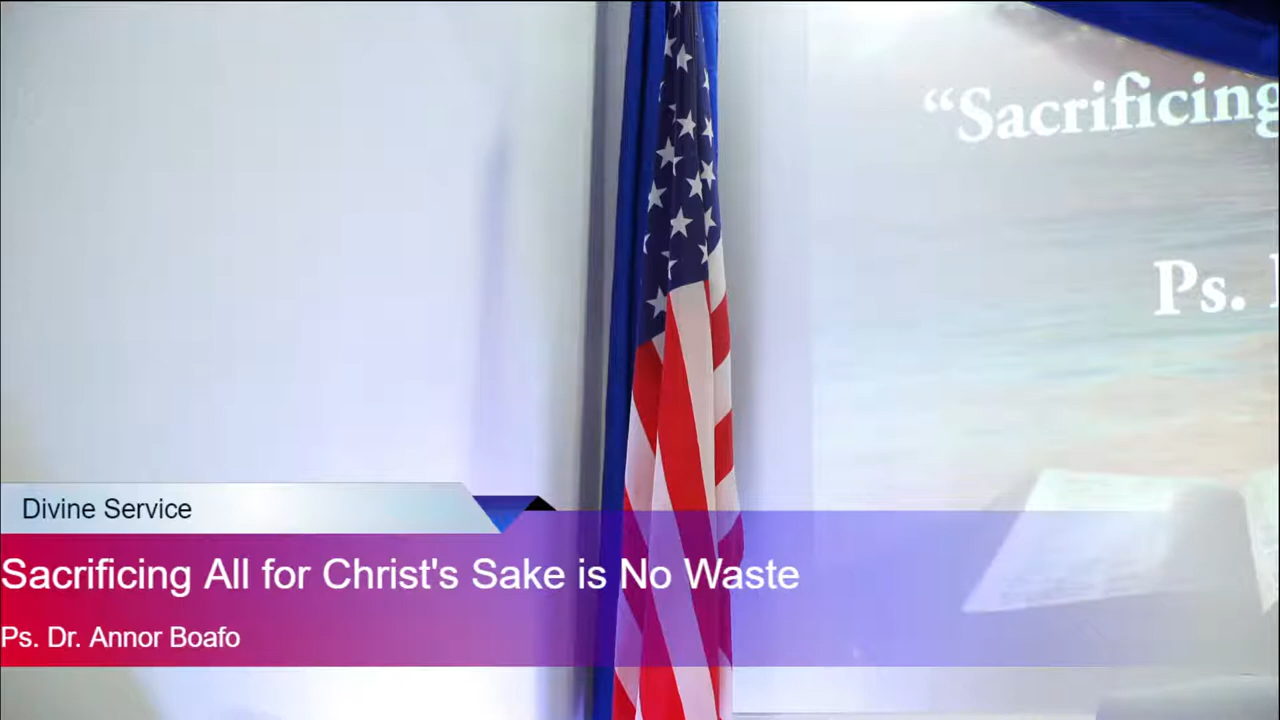 “Sacrificing
Ps.
Divine Service
Sacrificing All for Christ's Sake is No Waste
Ps. Dr. Annor Boafo